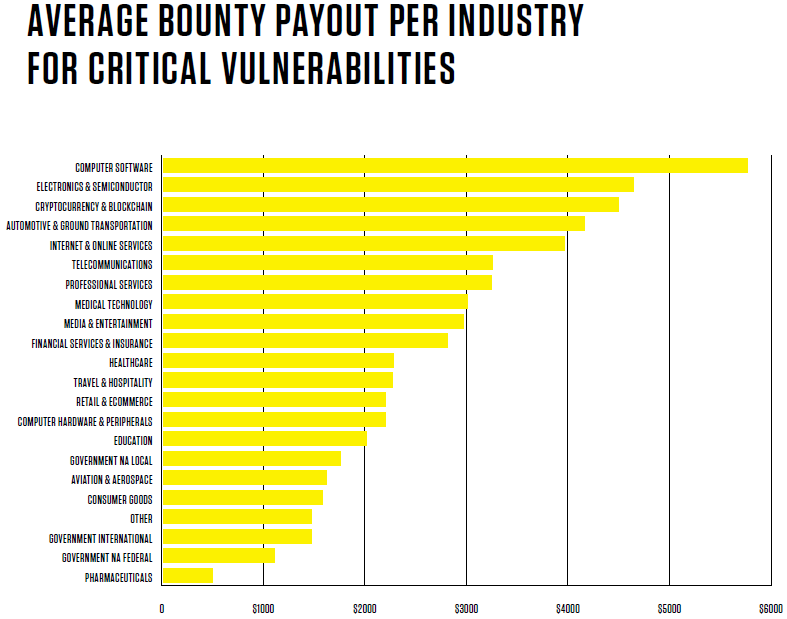 AVERAGE BOUNTY PAYOUT PER INDUSTRY
FOR CRITICAL VULNERABILITIES
COMPUTER SOFTWARE
ELECTRONICS & SEMICONDUCTOR
CRYPTOCURRENCY & BLOCKCHAIN
AUTOMOTIVE & GROUND TRANSPORTATION
INTERNET & ONLINE SERVICES
TELECOMMUNICATIONS
PROFESSIONAL SERVICES
MEDICAL TECHNOLOGY
MEDIA & ENTERTAINMENT
FINANCIAL SERVICES & INSURANCE
HEALTHCARE
TRAVEL & HOSPITALITY
RETAIL & ECOMMERCE
COMPUTER HARDWARE & PERIPHERALS
EDUCATION
GOVERNMENT NA LOCAL
AVIATION & AEROSPACE
CONSUMER GOODS
OTHER
GOVERNMENT INTERNATIONAL
GOVERNMENT NA FEDERAL
PHARMACEUTICALS
0 $1000 $2000 $3000 $4000 $5000 $6000